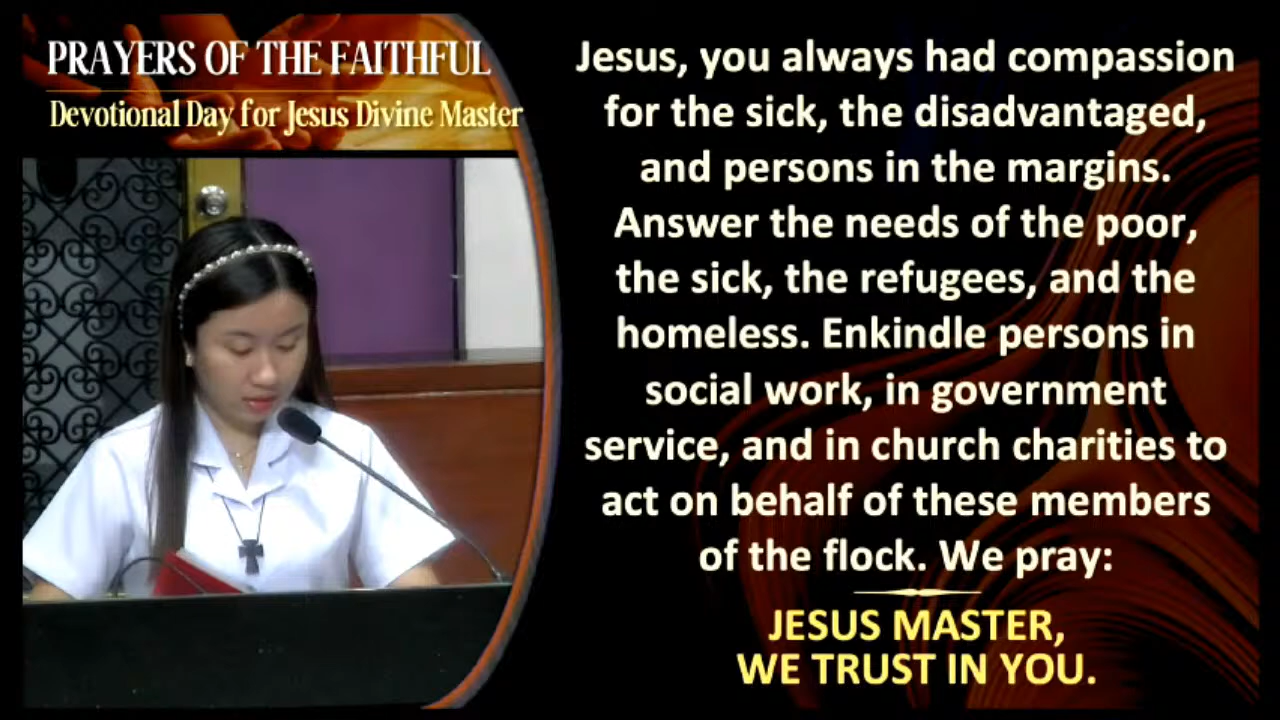 PRAYERS OF THE FAITHFUL
Devotional Day for Jesus Divine Master
Jesus, you always had compassion
for the sick, the disadvantaged,
and persons in the margins.
Answer the needs of the poor,
the sick, the refugees, and the
homeless. Enkindle persons in
social work, in government
service, and in church charities to
act on behalf of these members
of the flock. We pray:
JESUS MASTER,
WE TRUST IN YOU.